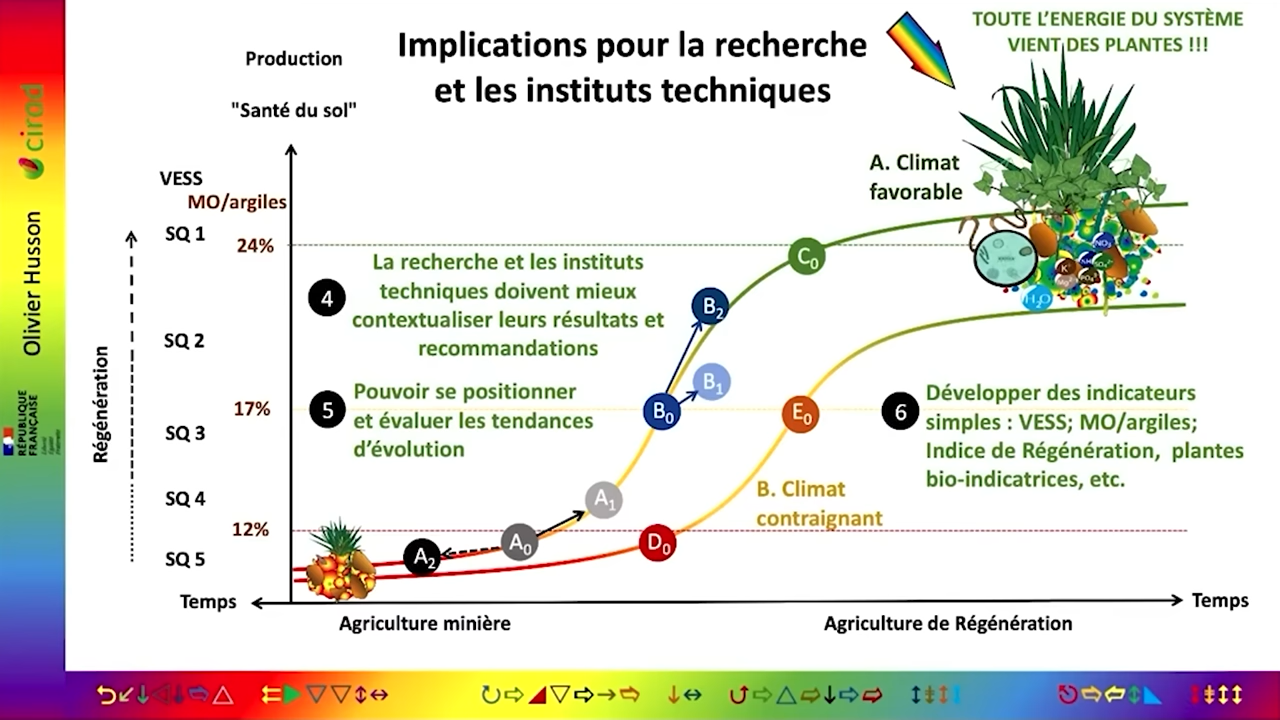 Implications pour la recherche
et les instituts techniques
TOUTE L'ENERGIE DU SYSTÈME
VIENT DES PLANTES !!!
Production
"Santé du sol"
VESS
MO/argiles
SQ 1
24%
SQ 2
17%
SQ 3
SQ 4
12%
SQ 5
Régénération
A. Climat
favorable
4
La recherche et les instituts
techniques doivent mieux
contextualiser leurs résultats et
recommandations
5
Pouvoir se positionner
et évaluer les tendances
d'évolution
6
Développer des indicateurs
simples : VESS; MO/argiles;
Indice de Régénération, plantes
bio-indicatrices, etc.
B. Climat
contraignant
C0
B2
B1
B0
E0
A1
A0
A2
D0
NO3
K+
H2O
Temps
Temps
Agriculture minière
Agriculture de Régénération
cirad
Olivier Husson
RÉPUBLIQUE
FRANÇAISE